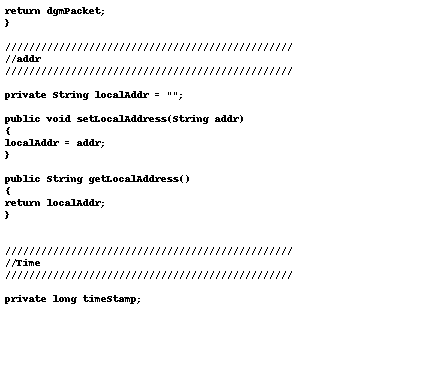 return dgmPacket;
}
////////////////////////////////////////////////
//addr
////////////////////////////////////////////////
private String localAddr = "";
public void setLocalAddress(String addr)
{
localAddr = addr;
}
public String getLocalAddress()
{
return localAddr;
}
////////////////////////////////////////////////
//Time
////////////////////////////////////////////////
private long timeStamp;